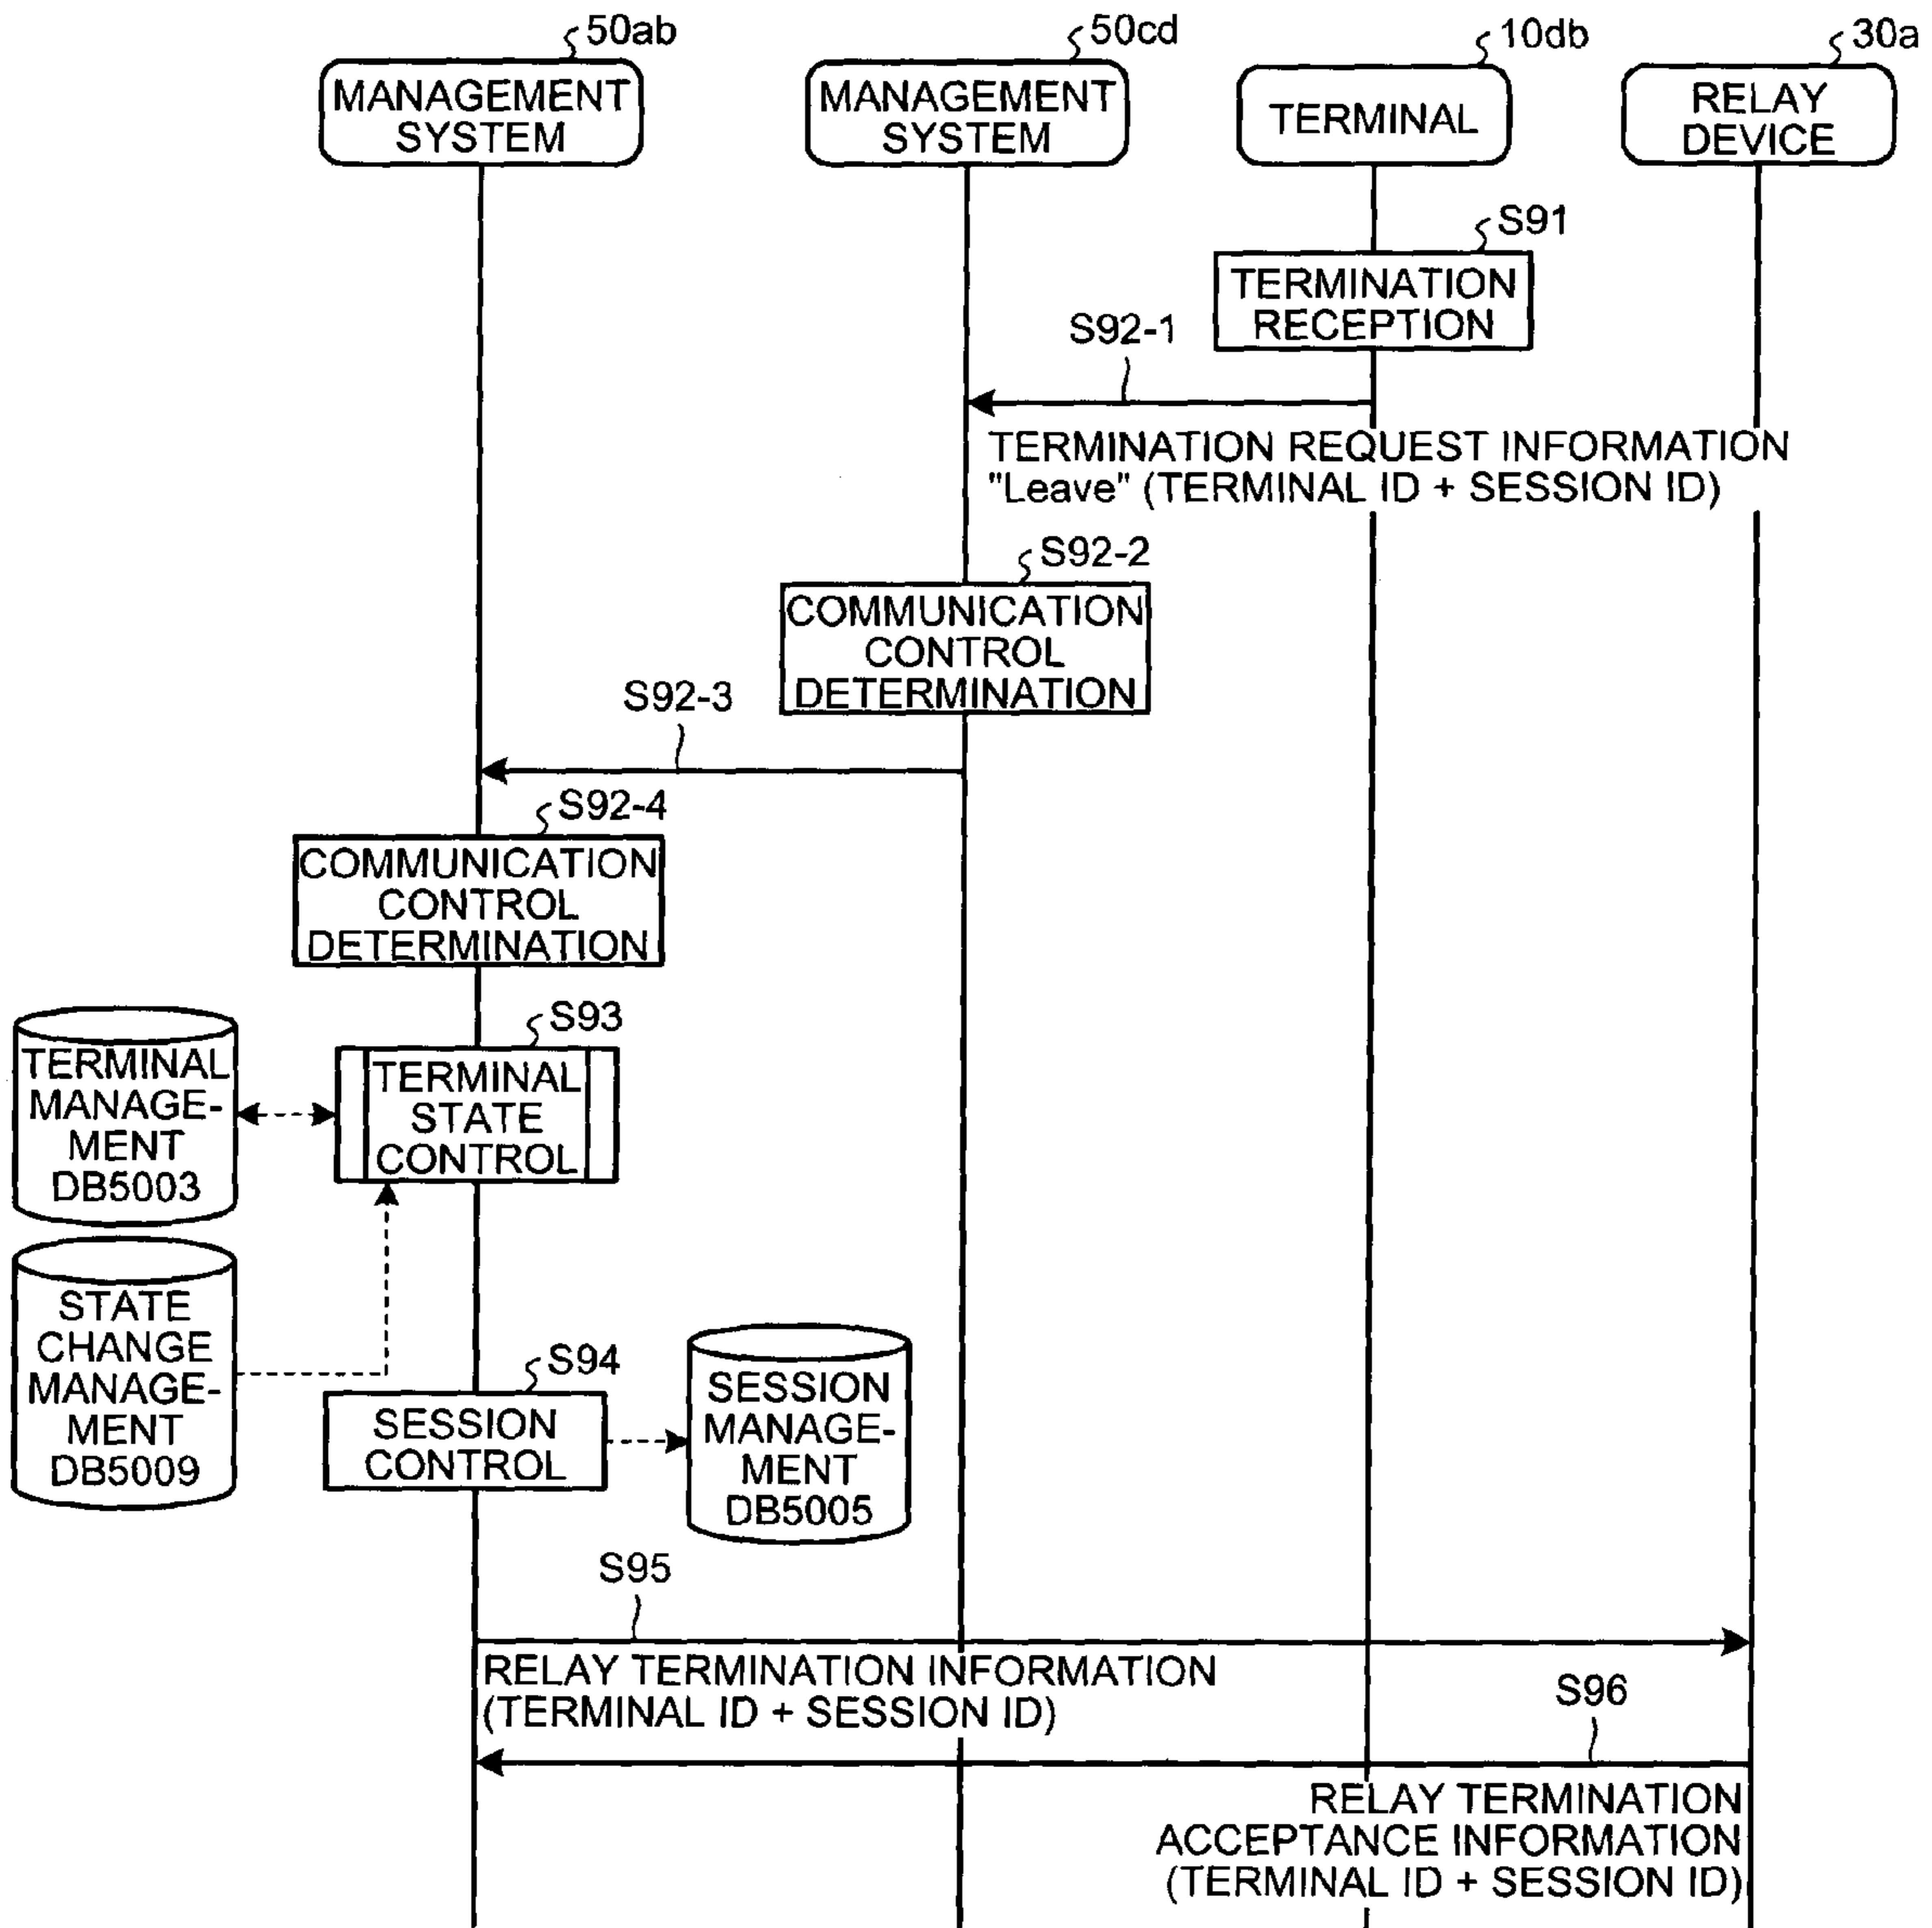 50ab
50cd
10db
30a
MANAGEMENT
SYSTEM
MANAGEMENT
SYSTEM
TERMINAL
RELAY
DEVICE
S91
TERMINATION
RECEPTION
S92-1
TERMINATION REQUEST INFORMATION
"Leave" (TERMINAL ID + SESSION ID)
S92-2
COMMUNICATION
CONTROL
DETERMINATION
S92-3
S92-4
COMMUNICATION
CONTROL
DETERMINATION
S93
TERMINAL
MANAGE-
MENT
DB5003
TERMINAL
STATE
CONTROL
STATE
CHANGE
MANAGE-
MENT
DB5009
S94
SESSION
CONTROL
SESSION
MANAGE-
MENT
DB5005
S95
RELAY TERMINATION INFORMATION
(TERMINAL ID + SESSION ID)
S96
RELAY TERMINATION
ACCEPTANCE INFORMATION
(TERMINAL ID + SESSION ID)